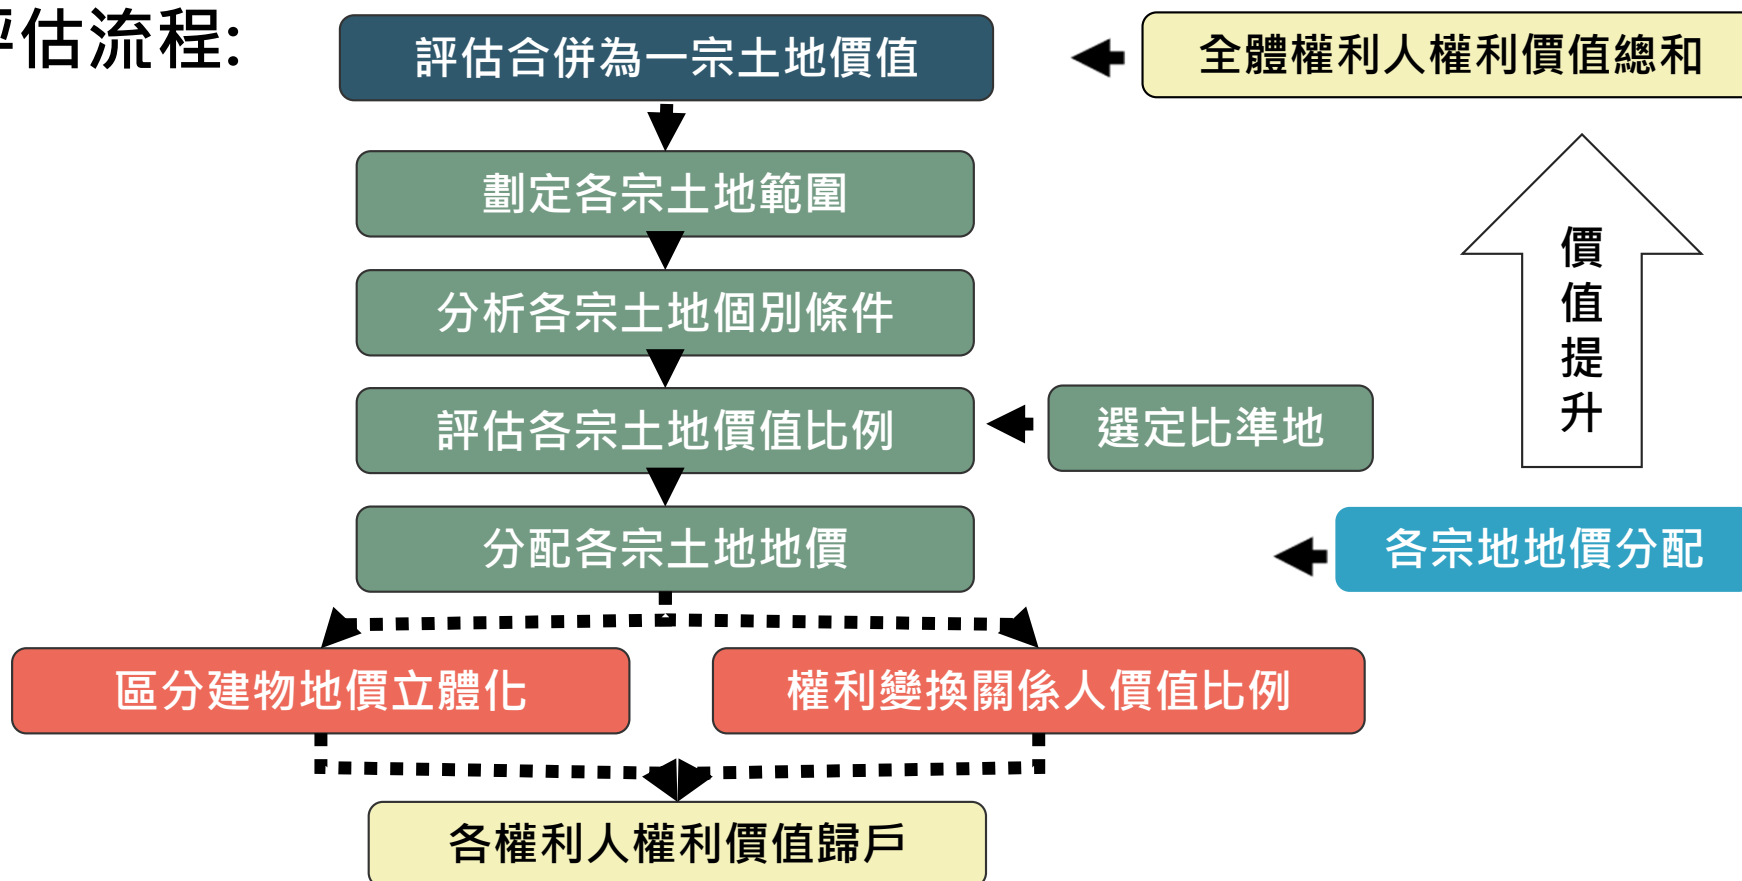 評估流程:
評估合併為一宗土地價值
全體權利人權利價值總和
劃定各宗土地範圍
分析各宗土地個別條件
評估各宗土地價值比例
選定比準地
價值提升
分配各宗土地地價
各宗地地價分配
區分建物地價立體化
權利變換關係人價值比例
各權利人權利價值歸戶